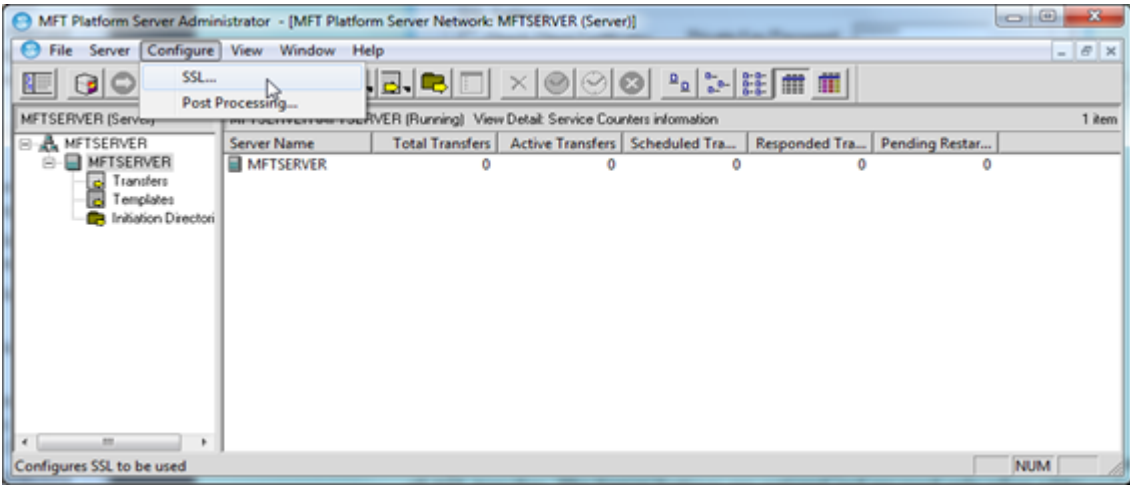 MFT Platform Server Administrator - [MFT Platform Server Network: MFTSERVER (Server)]
File Server Configure View Window Help
SSL...
Post Processing...
MFTSERVER (Server)
(Running) View Detail: Service Counters information 1 item
MFTSERVER
MFTSERVER
Transfers
Templates
Initiation Directori
Server Name Total Transfers Active Transfers Scheduled Tra... Responded Tra... Pending Restar...
MFTSERVER 0 0 0 0 0
Configures SSL to be used NUM